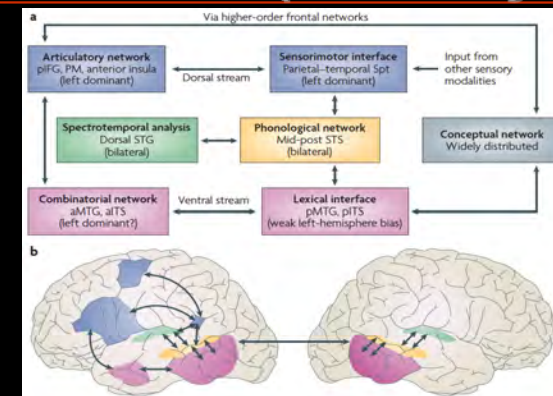 a
Via higher-order frontal networks
Articulatory network
pIFG, PM, anterior insula
(left dominant)
Dorsal stream
Sensorimotor interface
Parietal–temporal Spt
(left dominant)
Input from
other sensory
modalities
Spectrotemporal analysis
Dorsal STG
(bilateral)
Phonological network
Mid-post STS
(bilateral)
Conceptual network
Widely distributed
Combinatorial network
aMTG, aITS
(left dominant?)
Ventral stream
Lexical interface
pMTG, pITS
(weak left-hemisphere bias)
b